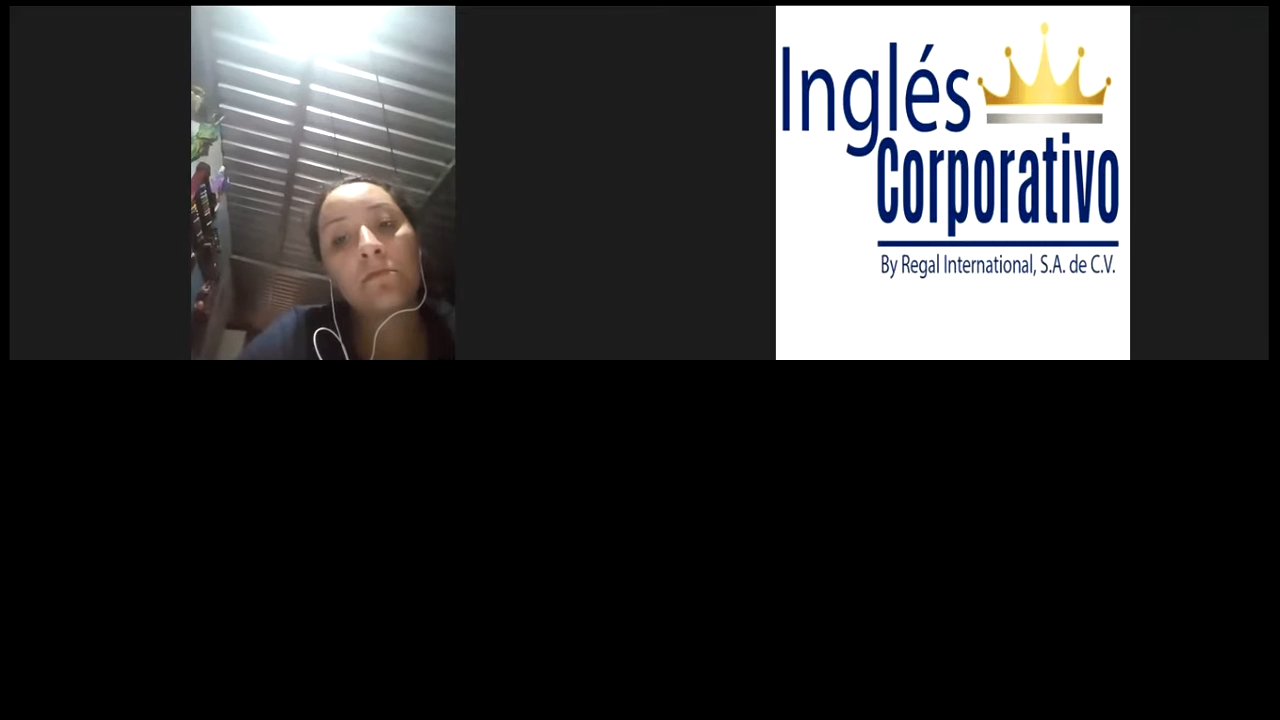 Inglés
Corporativo
By Regal International, S.A. de C.V.